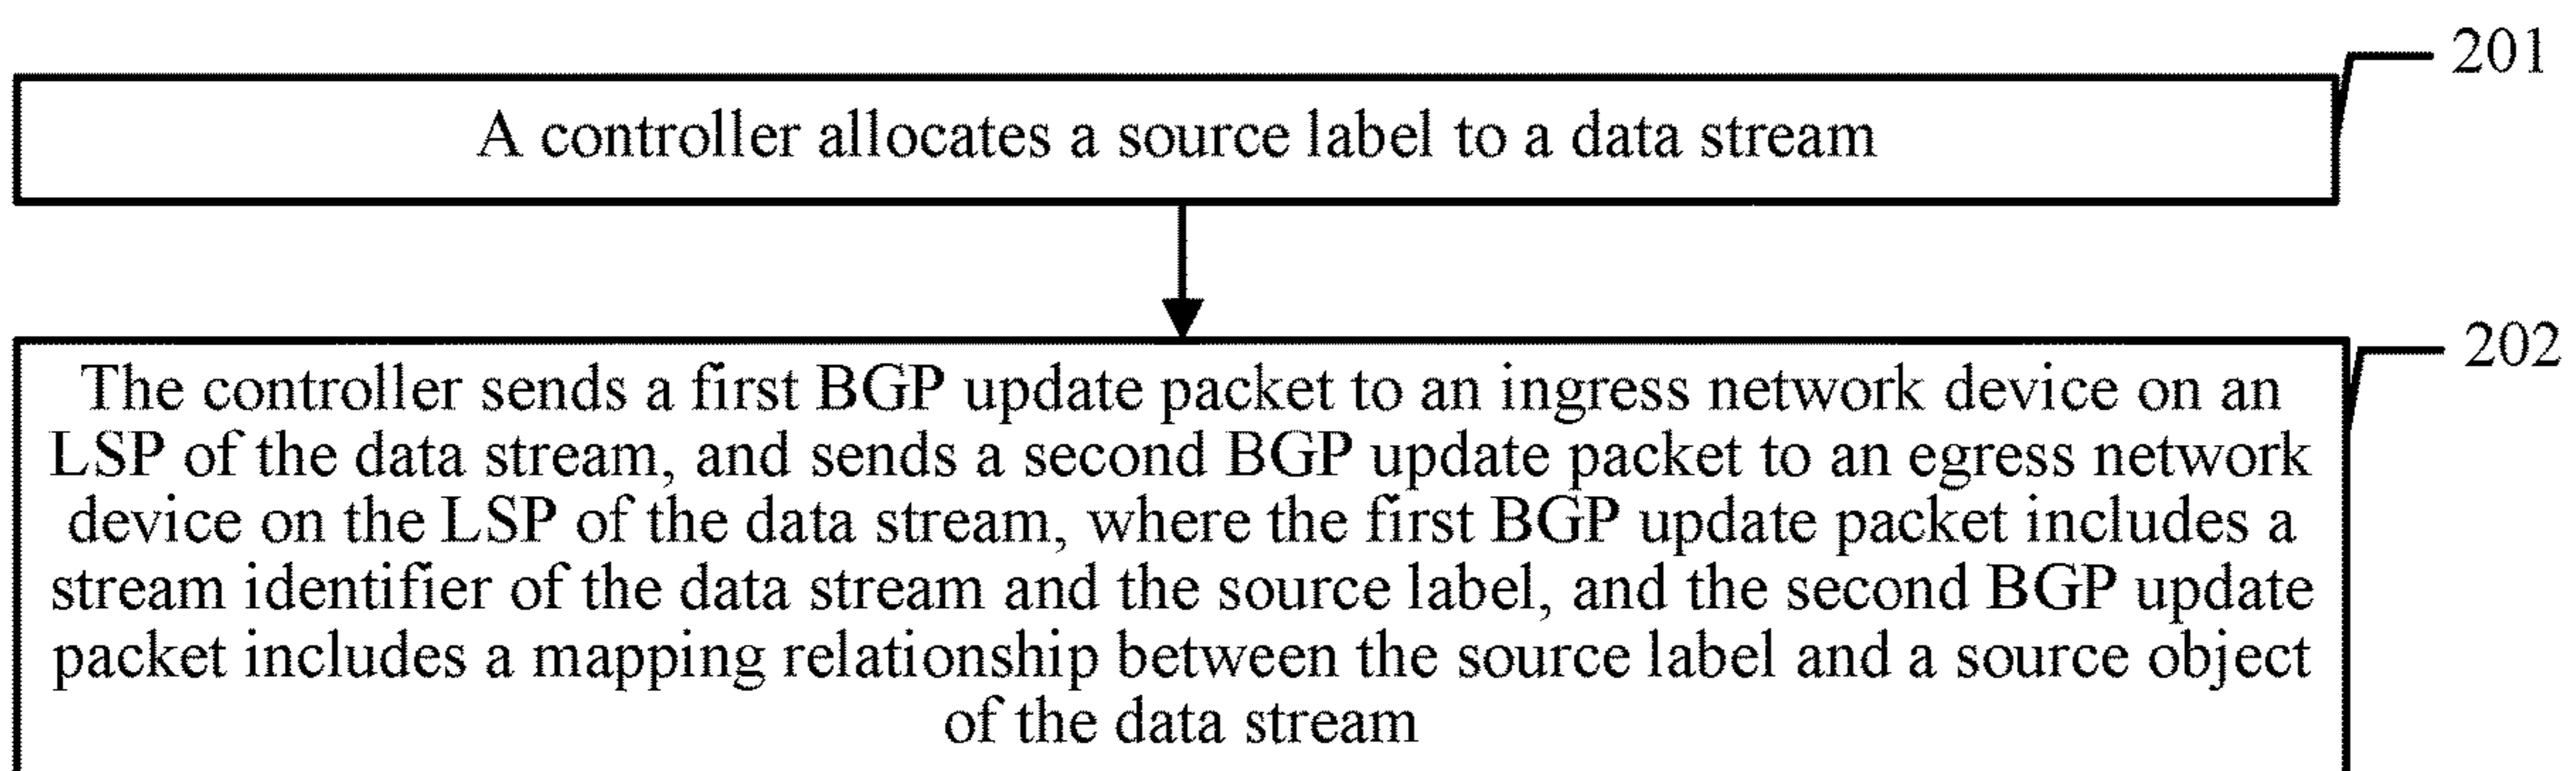 201
A controller allocates a source label to a data stream
202
The controller sends a first BGP update packet to an ingress network device on an
LSP of the data stream, and sends a second BGP update packet to an egress network
device on the LSP of the data stream, where the first BGP update packet includes a
stream identifier of the data stream and the source label, and the second BGP update
packet includes a mapping relationship between the source label and a source object
of the data stream